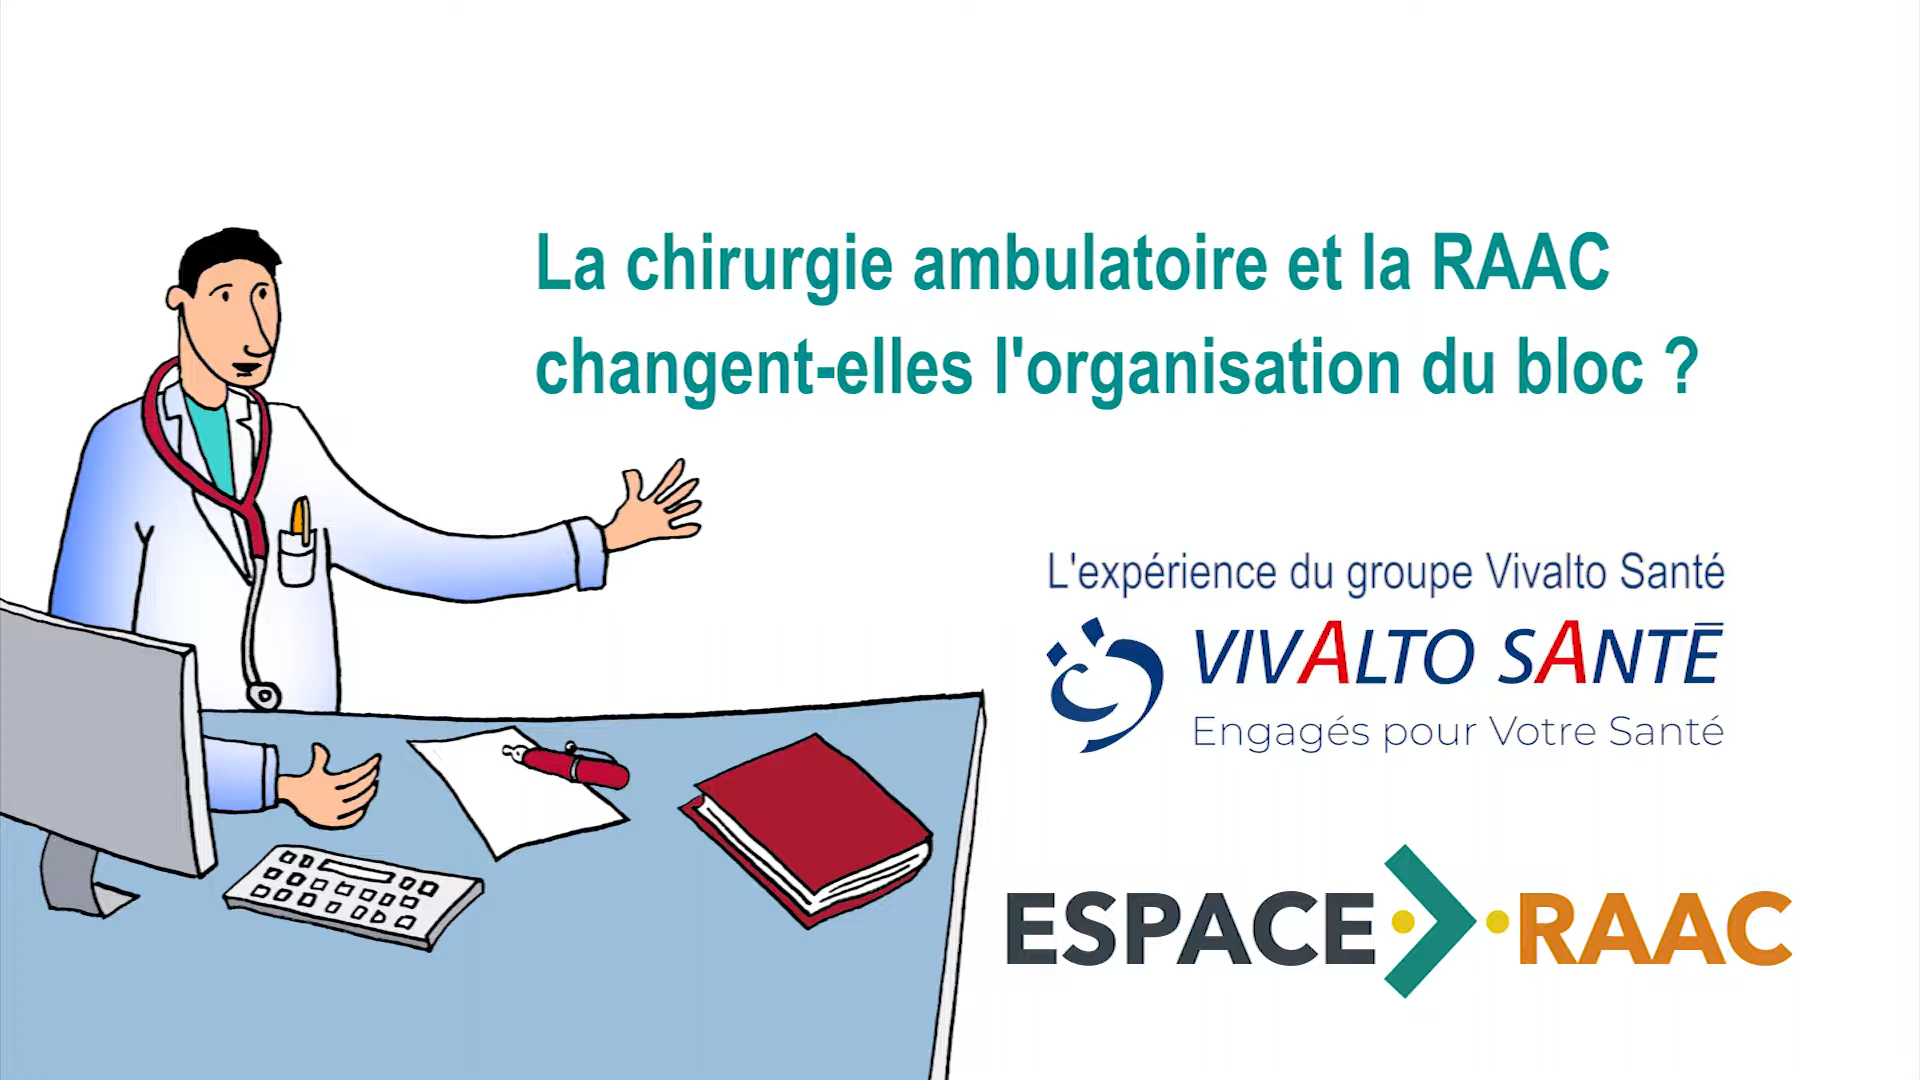 La chirurgie ambulatoire et la RAAC
changent-elles l'organisation du bloc ?
L'expérience du groupe Vivalto Santé
VIVALTO SANTÉ
Engagés pour Votre Santé
ESPACE RAAC